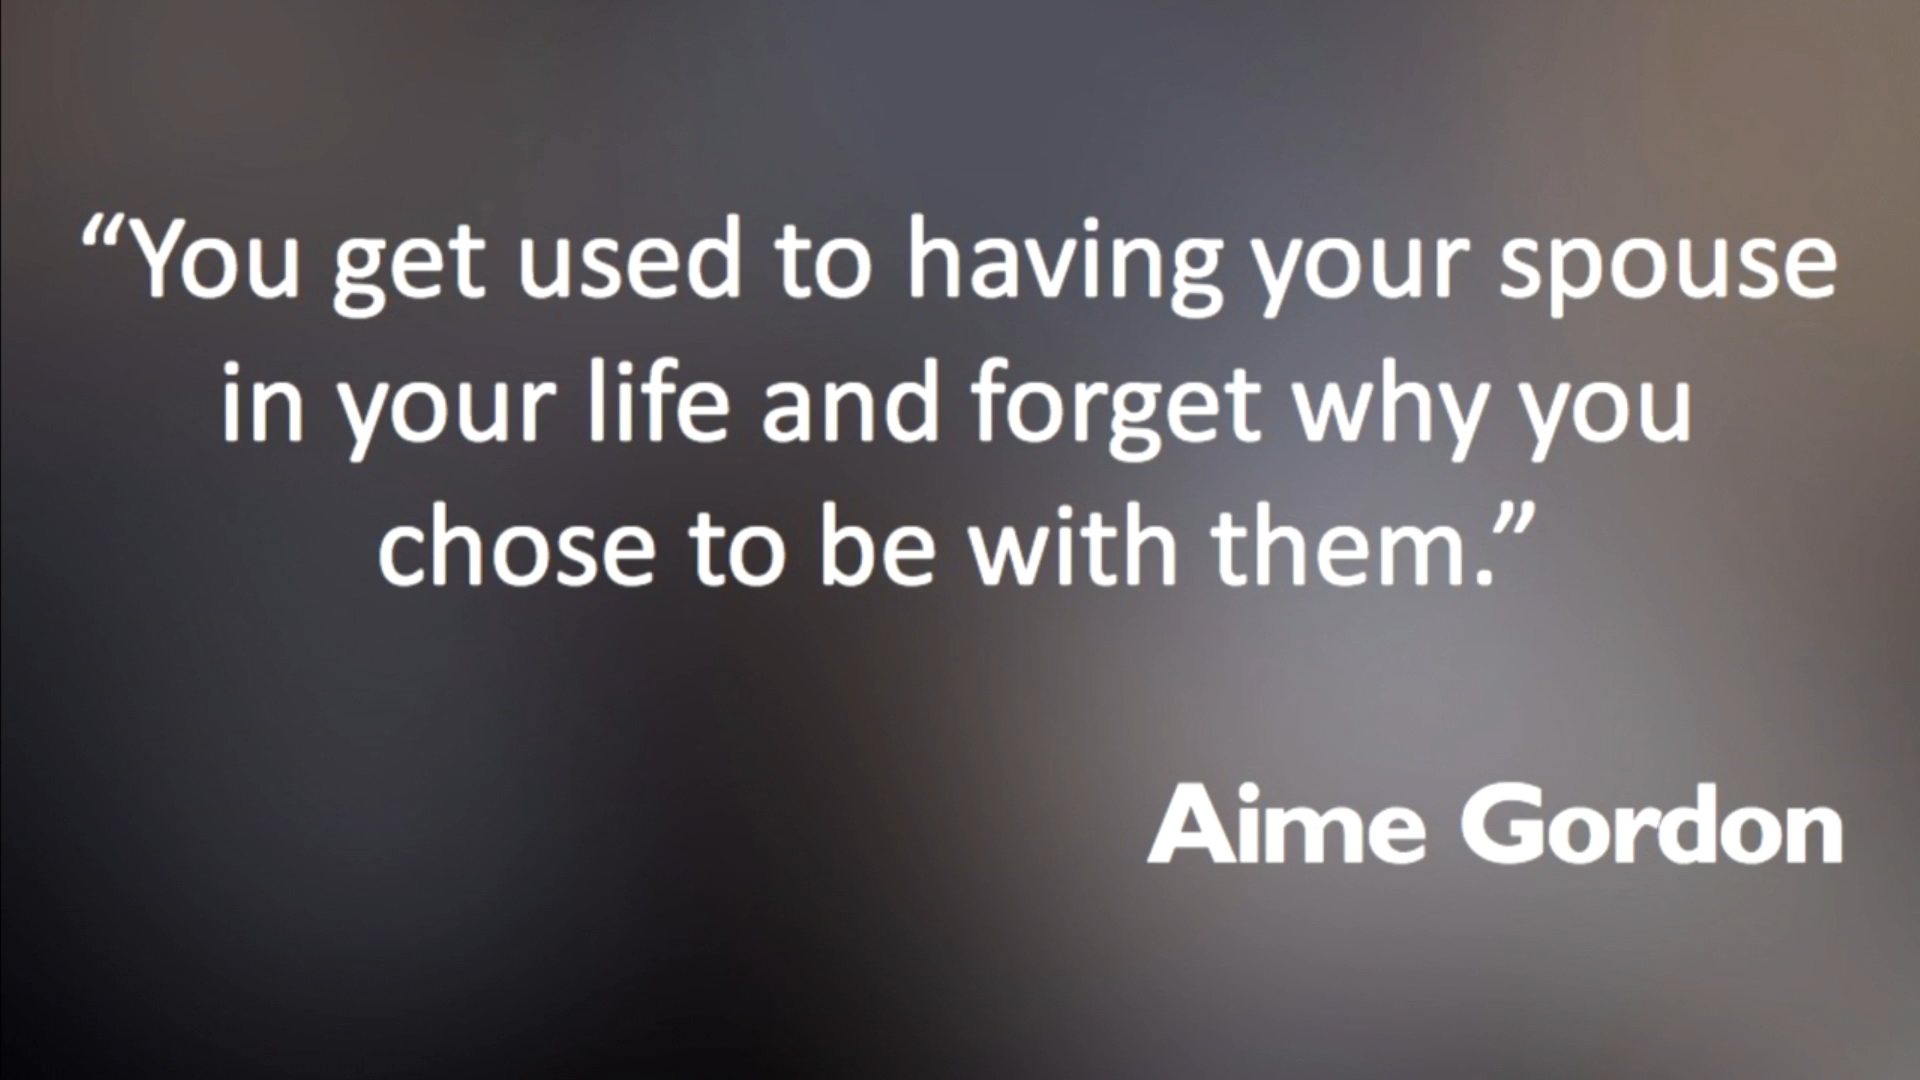 “You get used to having your spouse
in your life and forget why you
chose to be with them.”
Aime Gordon